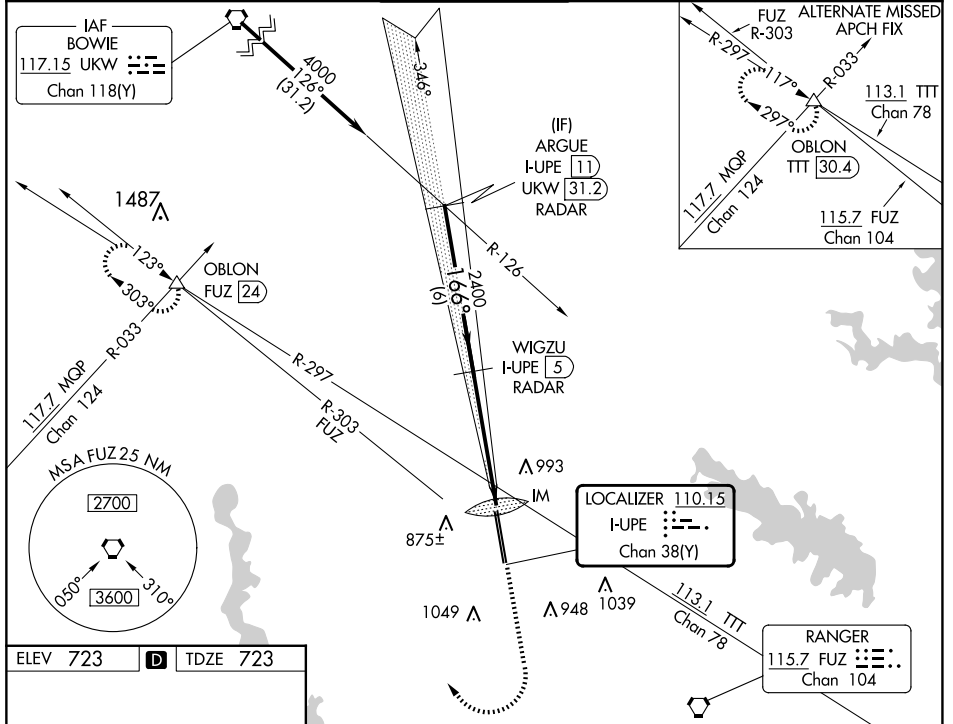 IAF
BOWIE
117.15 UKW
Chan 118(Y)
4000
126°
(31.2)
346°
(IF)
ARGUE
I-UPE 11
UKW 31.2
RADAR
R-126
FUZ
R-303
ALTERNATE MISSED
APCH FIX
R-297
117°
R-033
297°
113.1 TTT
Chan 78
OBLON
TTT 30.4
117.7 MQP
Chan 124
115.7 FUZ
Chan 104
1487
123°
303°
OBLON
FUZ 24
R-033
117.7 MQP
Chan 124
R-297
R-303
FUZ
2400
166°
(6)
WIGZU
I-UPE 5
RADAR
993
IM
875±
LOCALIZER 110.15
I-UPE
Chan 38(Y)
MSA FUZ 25 NM
2700
050°
310°
3600
1049
948
1039
113.1 TTT
Chan 78
RANGER
115.7 FUZ
Chan 104
ELEV 723 D TDZE 723